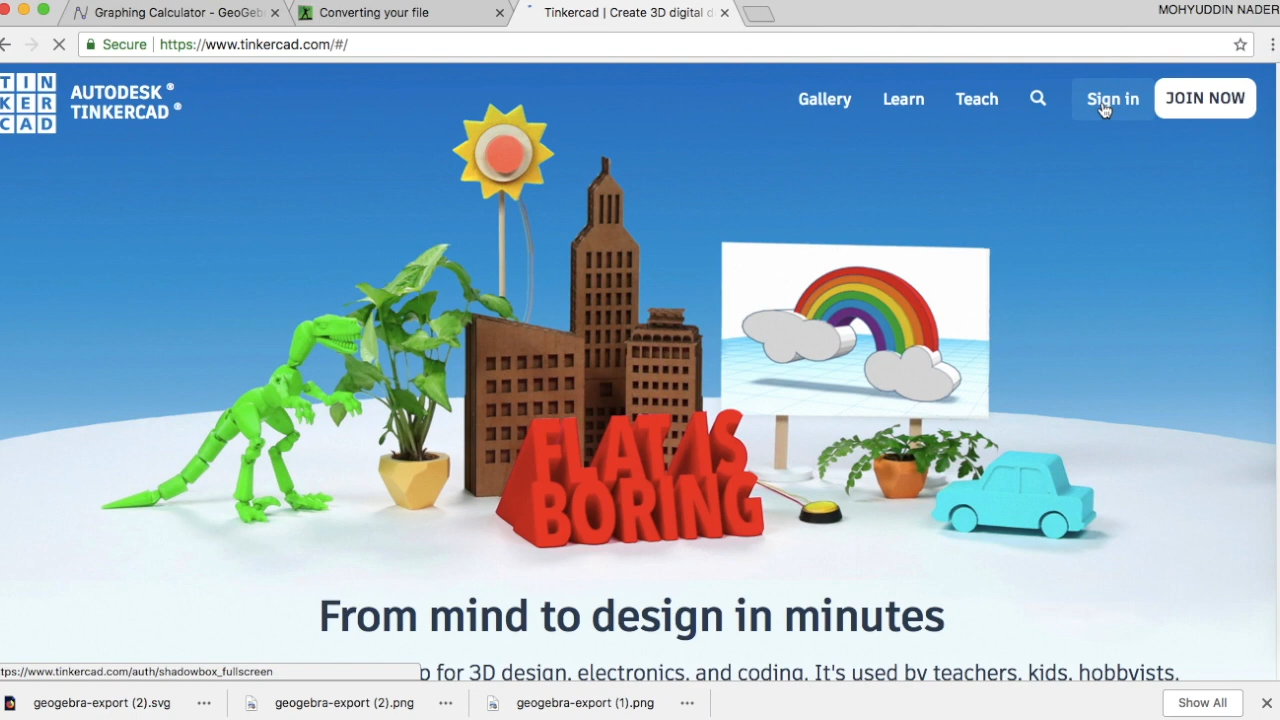 Graphing Calculator - GeoGeb
Converting your file
Tinkercad | Create 3D digital d
MOHYUDDIN NADER
Secure
https://www.tinkercad.com/#/
TIN
KER
CAD
AUTODESK ®
TINKERCAD ®
Gallery
Learn
Teach
Sign in
JOIN NOW
FLAT IS
BORING
From mind to design in minutes
p for 3D design, electronics, and coding. It's used by teachers, kids, hobbyists,
tps://www.tinkercad.com/auth/shadowbox_fullscreen
geogebra-export (2).svg
geogebra-export (2).png
geogebra-export (1).png
Show All